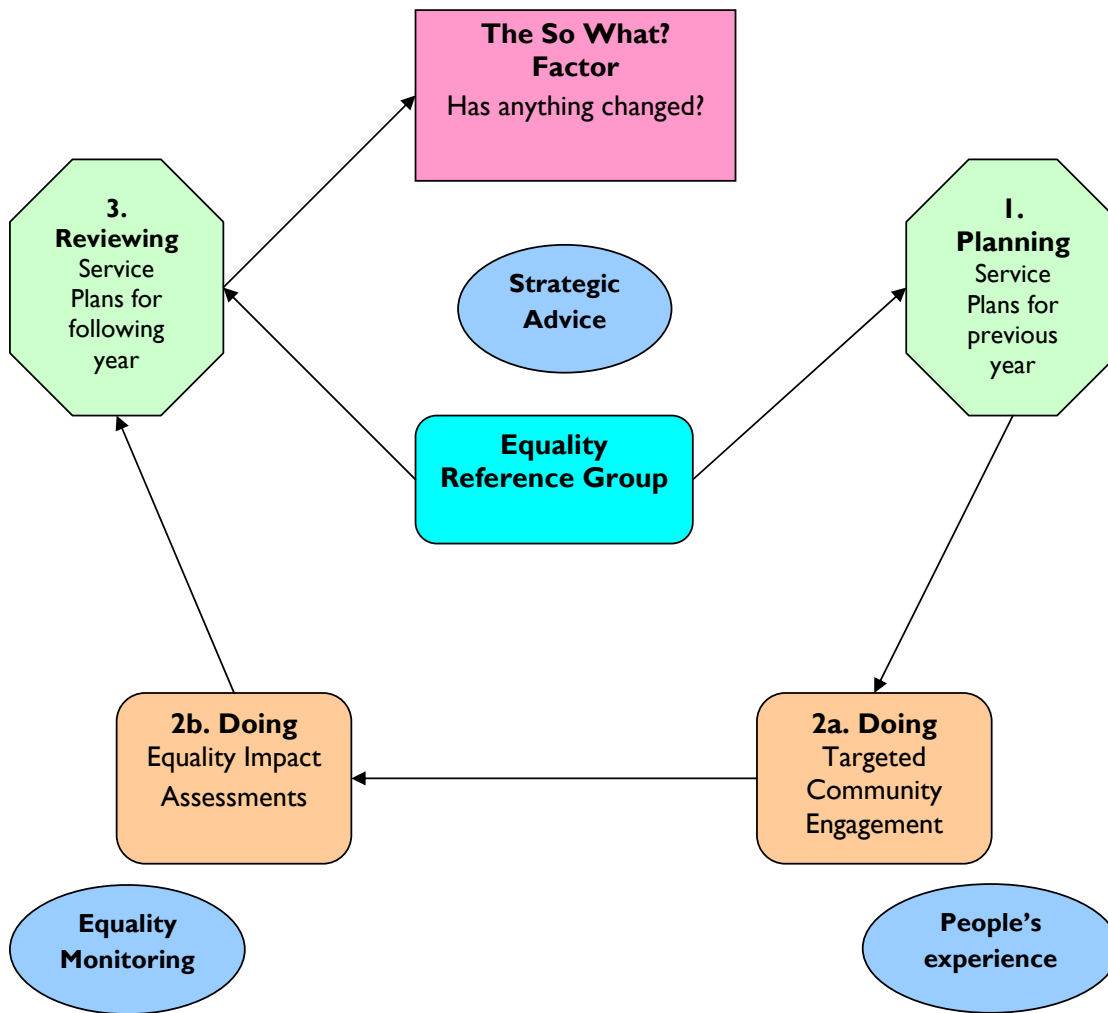 The So What?
Factor
Has anything changed?
3.
Reviewing
Service
Plans for
following
year
1.
Planning
Service
Plans for
previous
year
Strategic
Advice
Equality
Reference Group
2b. Doing
Equality Impact
Assessments
2a. Doing
Targeted
Community
Engagement
Equality
Monitoring
People’s
experience